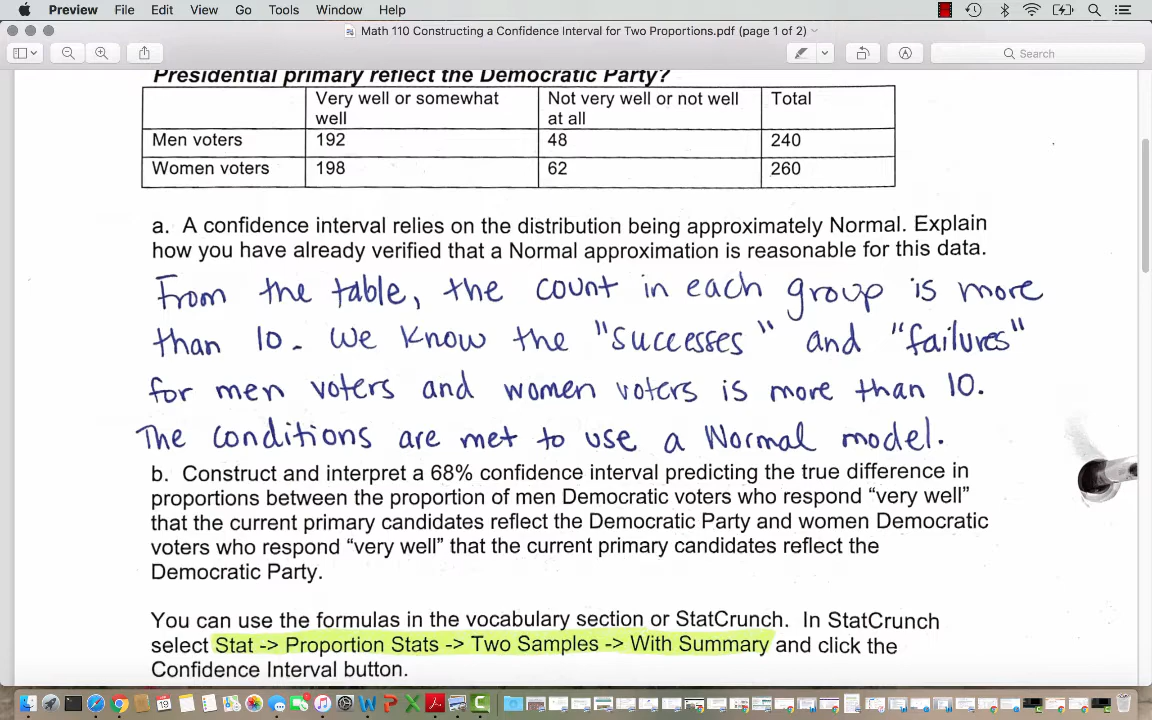 Preview File Edit View Go Tools Window Help
Math 110 Constructing a Confidence Interval for Two Proportions.pdf (page 1 of 2)
Search
Presidential primary reflect the Democratic Party?
Very well or somewhat well Not very well or not well at all Total
Men voters 192 48 240
Women voters 198 62 260
a. A confidence interval relies on the distribution being approximately Normal. Explain
how you have already verified that a Normal approximation is reasonable for this data.
From the table, the count in each group is more
than 10. We know the "successes" and "failures"
for men voters and women voters is more than 10.
The conditions are met to use a Normal model.
b. Construct and interpret a 68% confidence interval predicting the true difference in
proportions between the proportion of men Democratic voters who respond “very well”
that the current primary candidates reflect the Democratic Party and women Democratic
voters who respond “very well” that the current primary candidates reflect the
Democratic Party.
You can use the formulas in the vocabulary section or StatCrunch. In StatCrunch
select Stat -> Proportion Stats -> Two Samples -> With Summary and click the
Confidence Interval button.